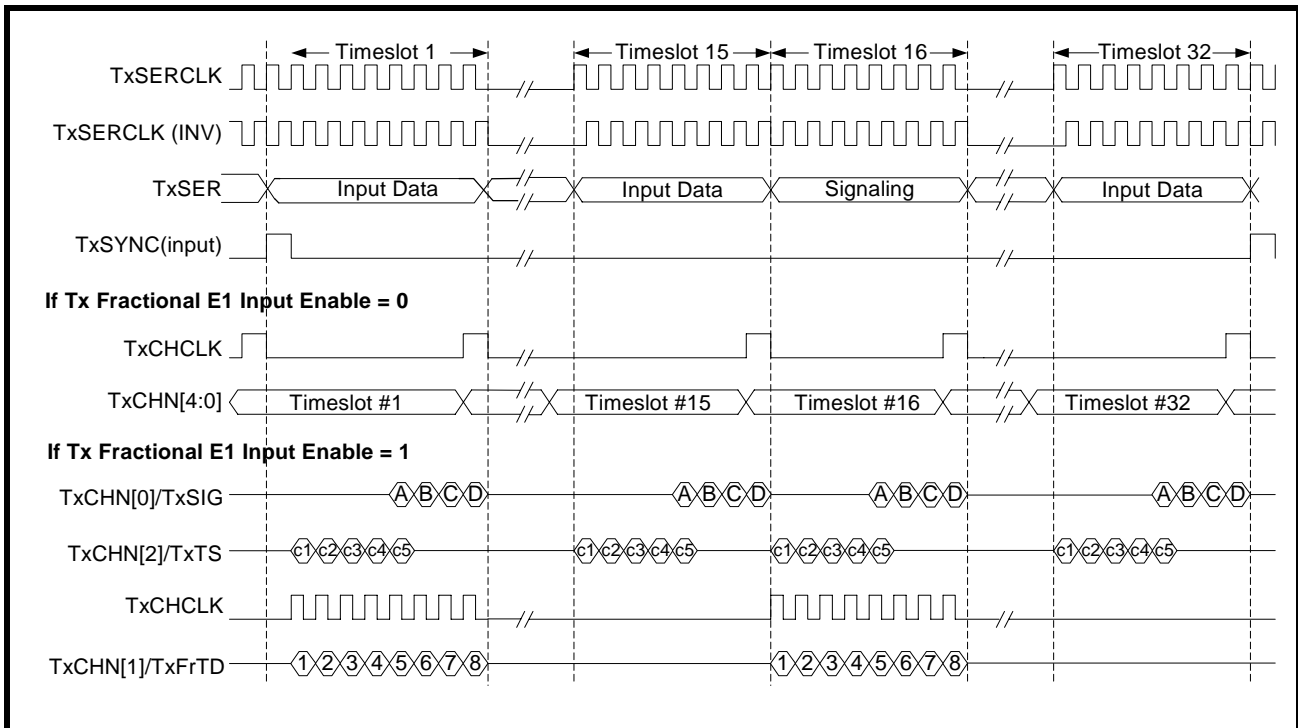 Timeslot 1 Timeslot 15 Timeslot 16 Timeslot 32
TxSERCLK
TxSERCLK (INV)
TxSER Input Data Input Data Signaling Input Data
TxSYNC(input)
If Tx Fractional E1 Input Enable = 0
TxCHCLK
TxCHN[4:0] Timeslot #1 Timeslot #15 Timeslot #16 Timeslot #32
If Tx Fractional E1 Input Enable = 1
TxCHN[0]/TxSIG A B C D A B C D A B C D A B C D
TxCHN[2]/TxTS c1 c2 c3 c4 c5 c1 c2 c3 c4 c5 c1 c2 c3 c4 c5 c1 c2 c3 c4 c5
TxCHCLK
TxCHN[1]/TxFrTD 1 2 3 4 5 6 7 8 1 2 3 4 5 6 7 8